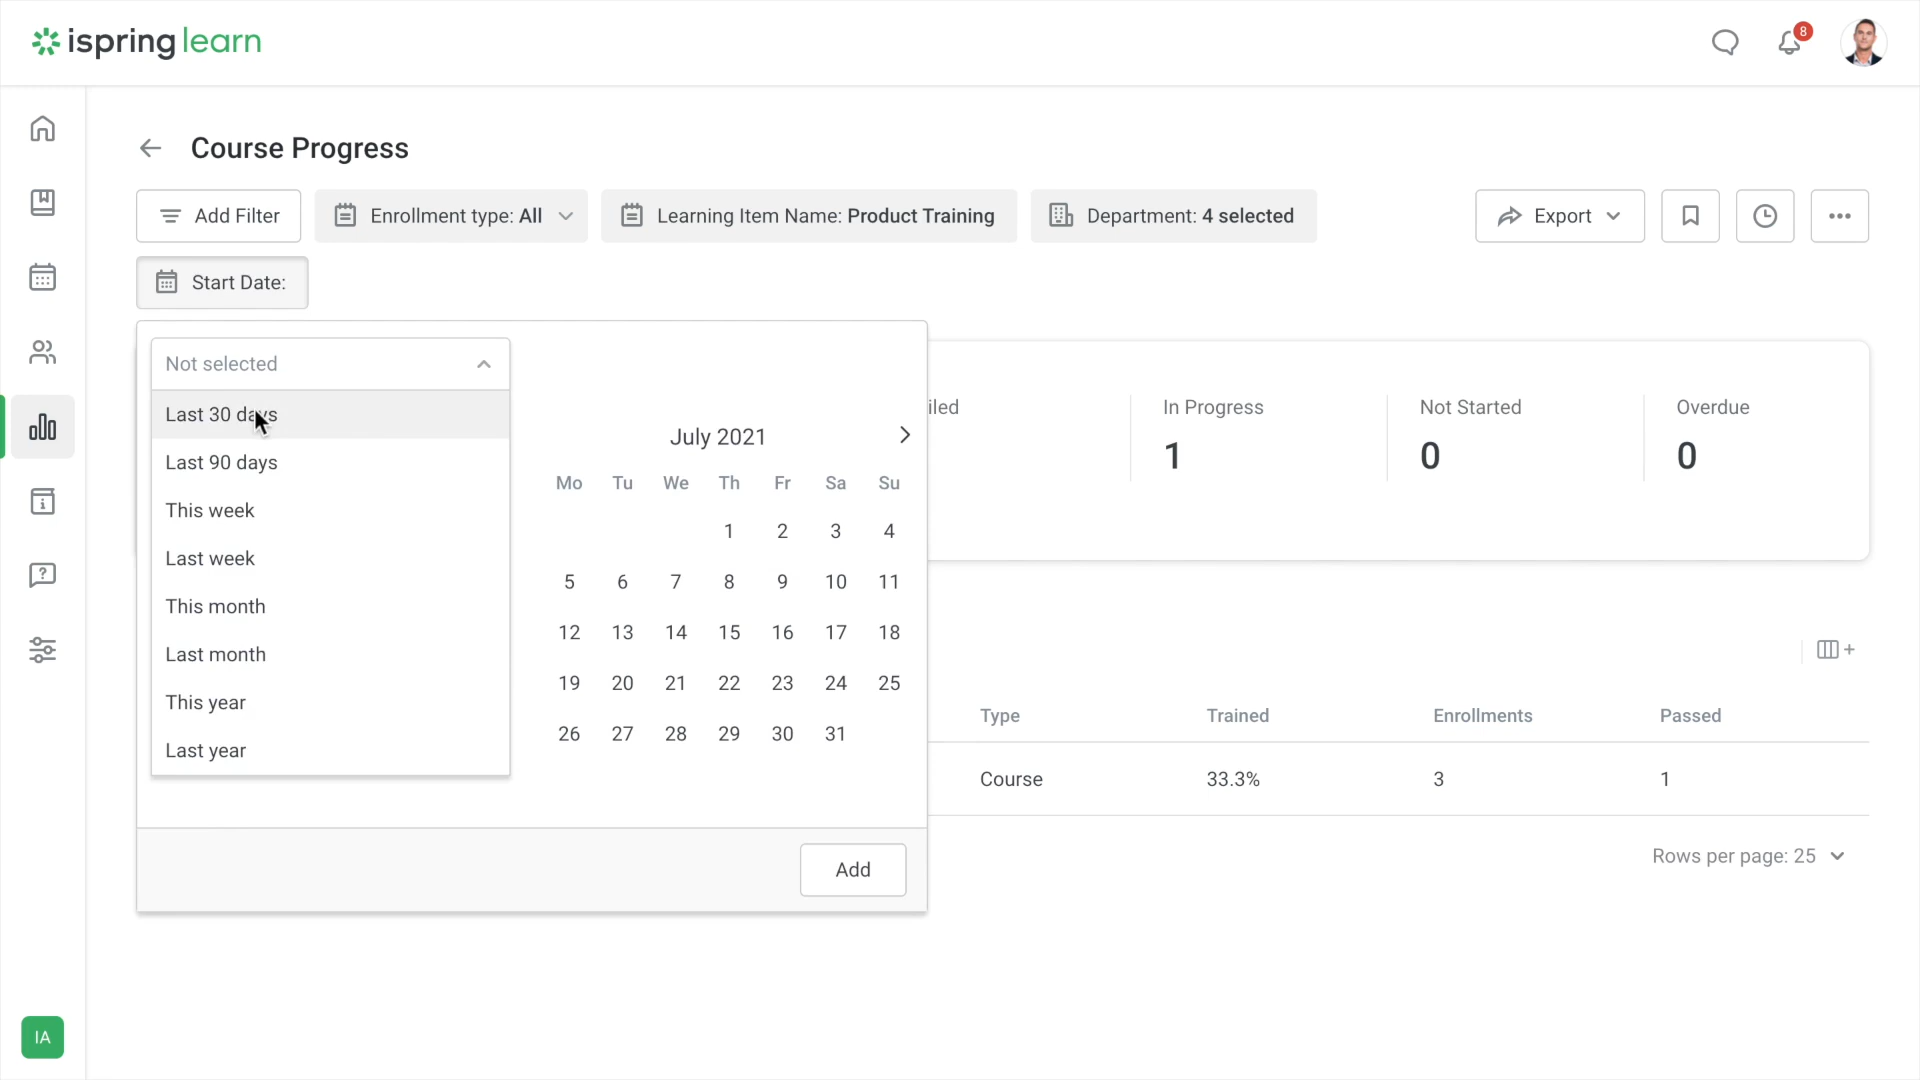 ispring learn
8
Course Progress
Add Filter
Enrollment type: All
Learning Item Name: Product Training
Department: 4 selected
Export
Start Date:
Not selected
Last 30 days
Last 90 days
This week
Last week
This month
Last month
This year
Last year
July 2021
Mo Tu We Th Fr Sa Su
1 2 3 4
5 6 7 8 9 10 11
12 13 14 15 16 17 18
19 20 21 22 23 24 25
26 27 28 29 30 31
Add
iled
In Progress
1
Not Started
0
Overdue
0
Type Trained Enrollments Passed
Course 33.3% 3 1
Rows per page: 25
IA